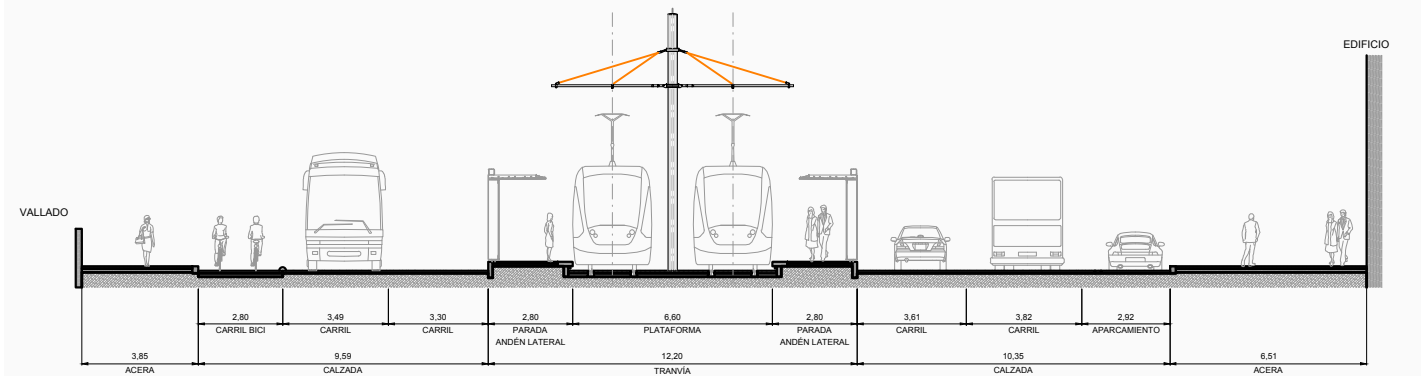 EDIFICIO
VALLADO
2,80
CARRIL BICI
3,49
CARRIL
3,30
CARRIL
2,80
PARADA
ANDÉN LATERAL
6,60
PLATAFORMA
2,80
PARADA
ANDÉN LATERAL
3,61
CARRIL
3,82
CARRIL
2,92
APARCAMIENTO
3,85
ACERA
9,59
CALZADA
12,20
TRANVÍA
10,35
CALZADA
6,51
ACERA